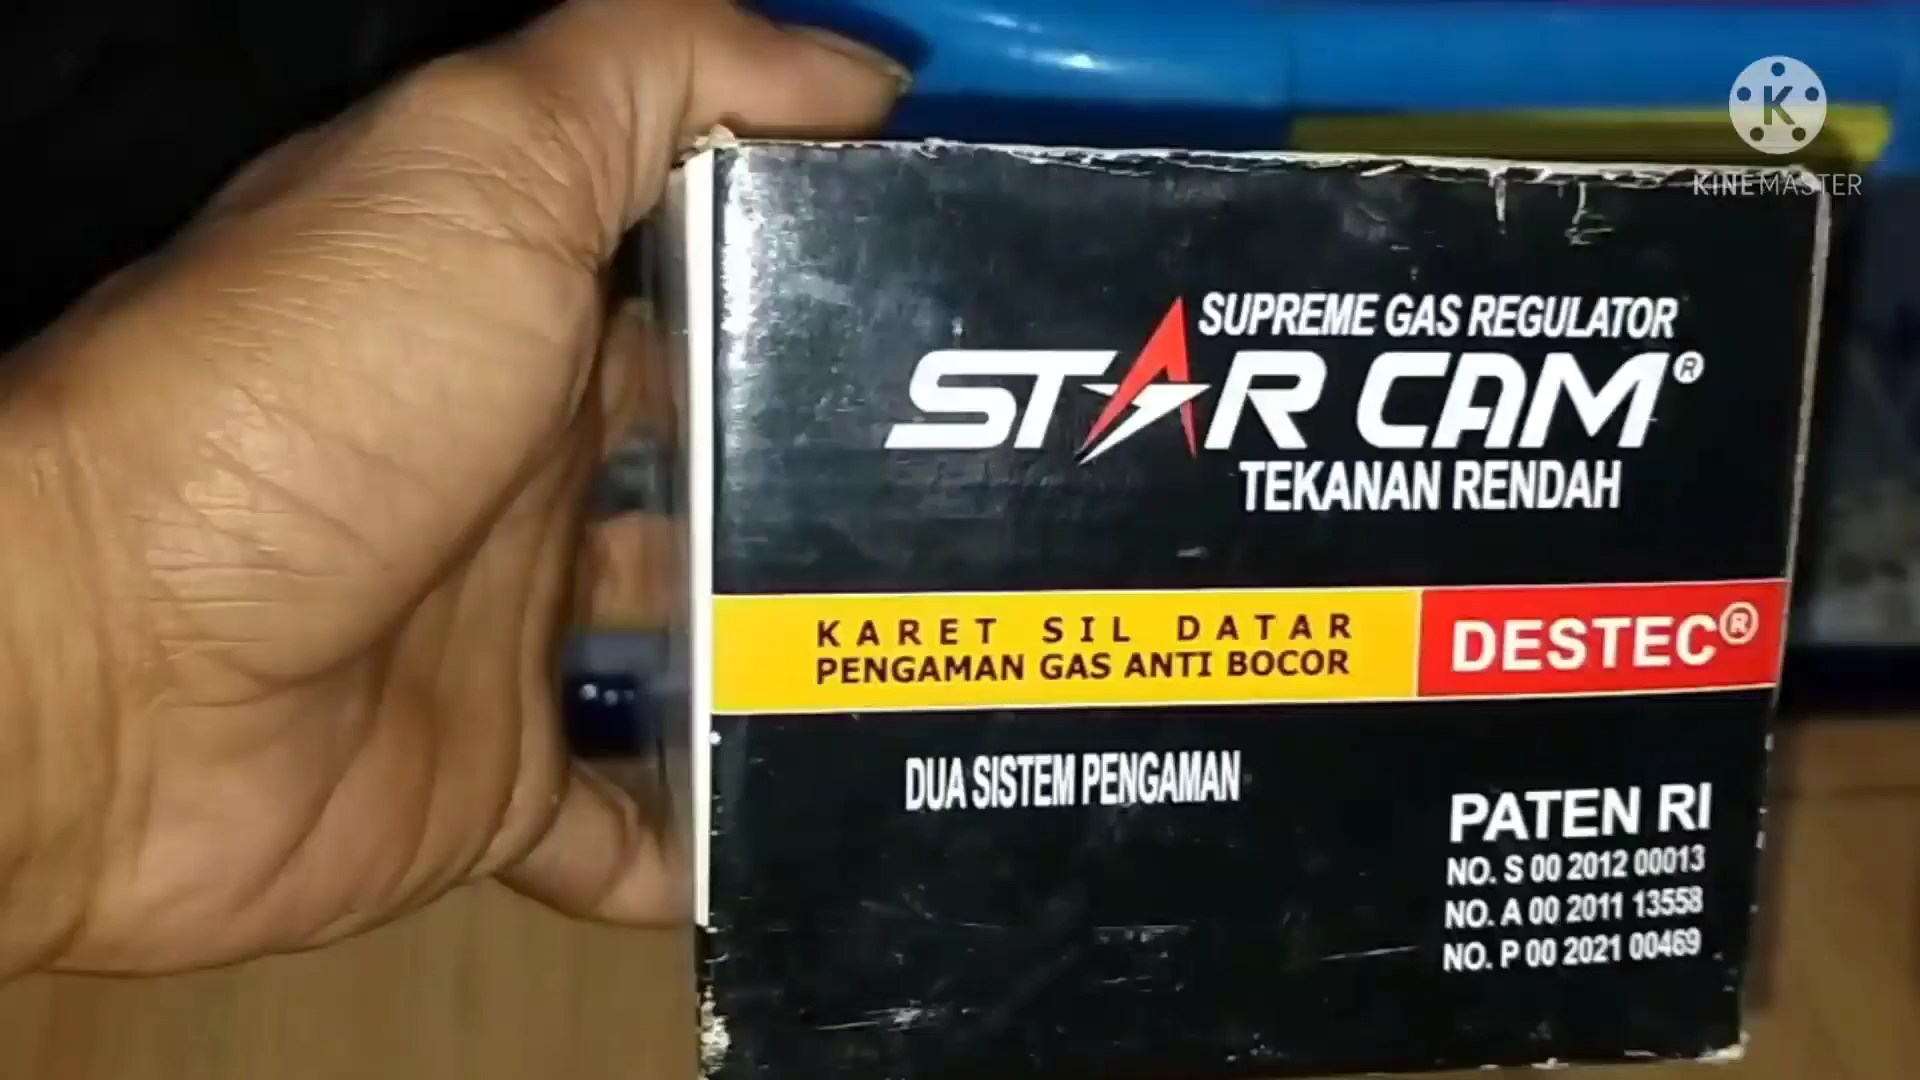 K
KINEMASTER
SUPREME GAS REGULATOR
STAR CAM®
TEKANAN RENDAH
KARET SIL DATAR
PENGAMAN GAS ANTI BOCOR
DESTEC®
DUA SISTEM PENGAMAN
PATEN RI
NO. S 00 2012 00013
NO. A 00 2011 13558
NO. P 00 2021 00469